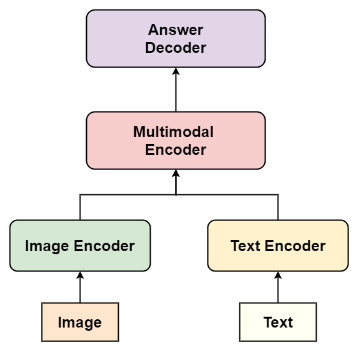 Answer
Decoder
Multimodal
Encoder
Image Encoder
Text Encoder
Image
Text